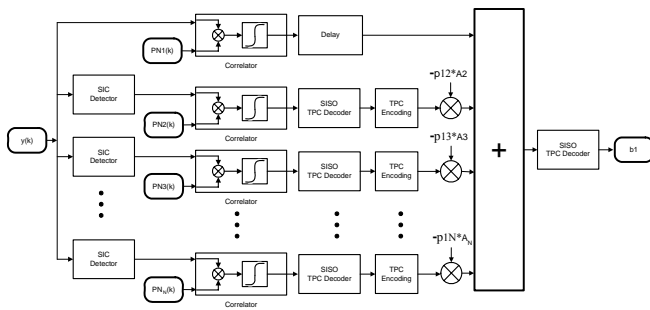 PN1(k)
Correlator
Delay
SIC
Detector
PN2(k)
Correlator
SISO
TPC Decoder
TPC
Encoding
-p12*A2
y(k)
SIC
Detector
PN3(k)
Correlator
SISO
TPC Decoder
TPC
Encoding
-p13*A3
+
SISO
TPC Decoder
b1
SIC
Detector
PNN(k)
Correlator
SISO
TPC Decoder
TPC
Encoding
-p1N*AN